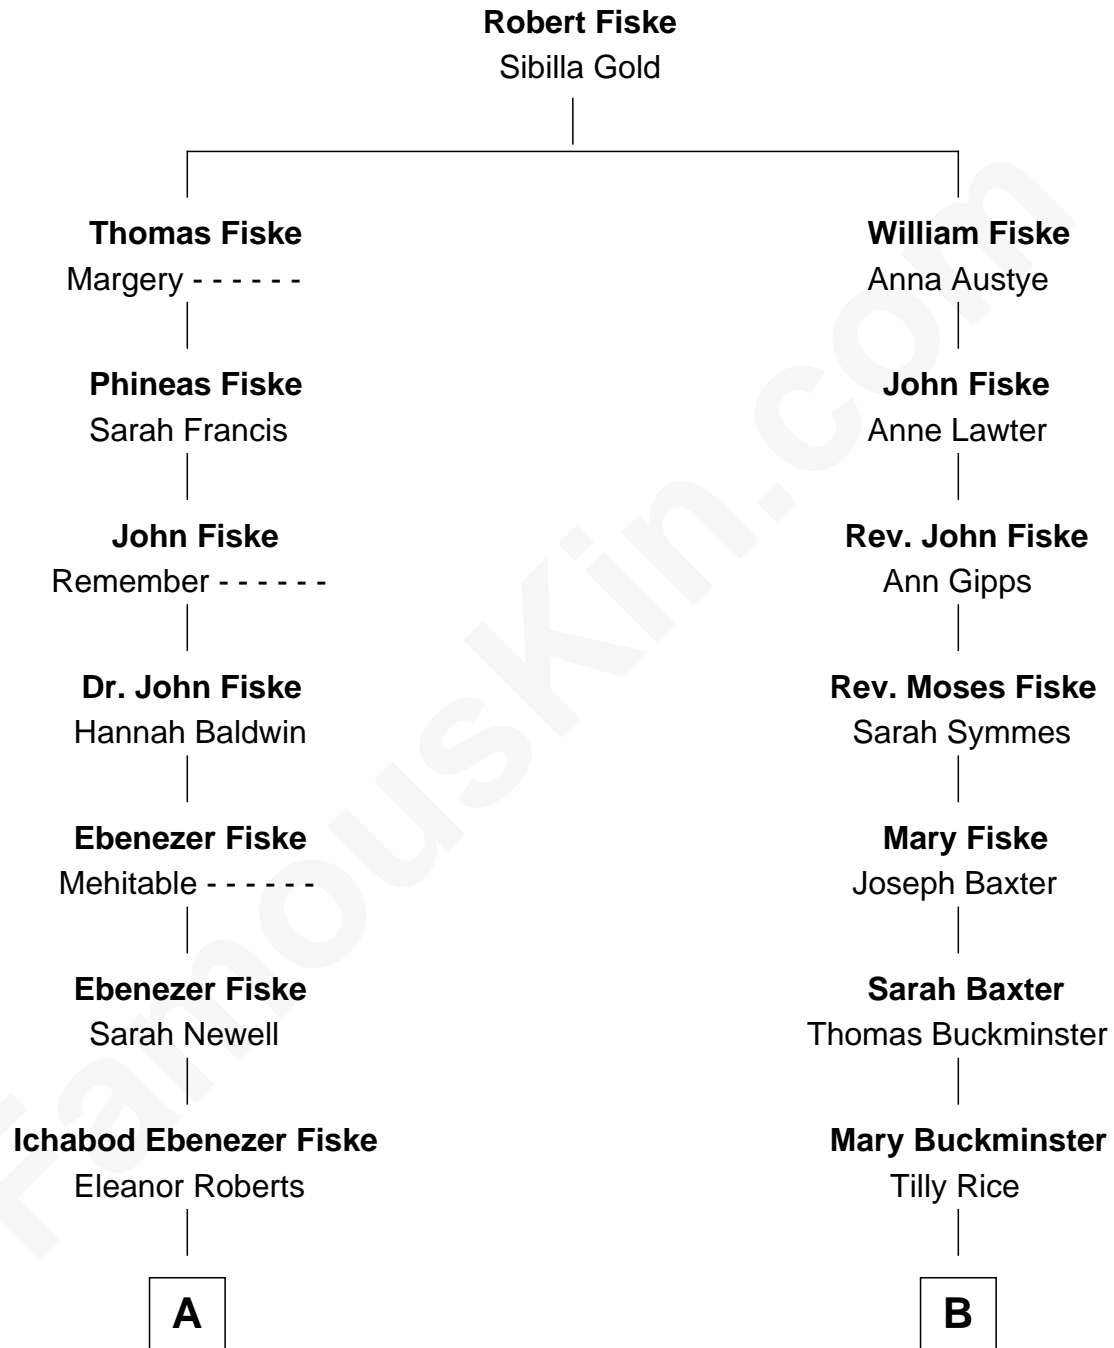 Robert Fiske
Sibilla Gold
Thomas Fiske
Margery - - - - - -
William Fiske
Anna Austye
Phineas Fiske
Sarah Francis
John Fiske
Anne Lawter
John Fiske
Remember - - - - - -
Rev. John Fiske
Ann Gipps
Dr. John Fiske
Hannah Baldwin
Rev. Moses Fiske
Sarah Symmes
Ebenezer Fiske
Mehitable - - - - - -
Mary Fiske
Joseph Baxter
Ebenezer Fiske
Sarah Newell
Sarah Baxter
Thomas Buckminster
Ichabod Ebenezer Fiske
Eleanor Roberts
Mary Buckminster
Tilly Rice
A
B
FamousKin.com